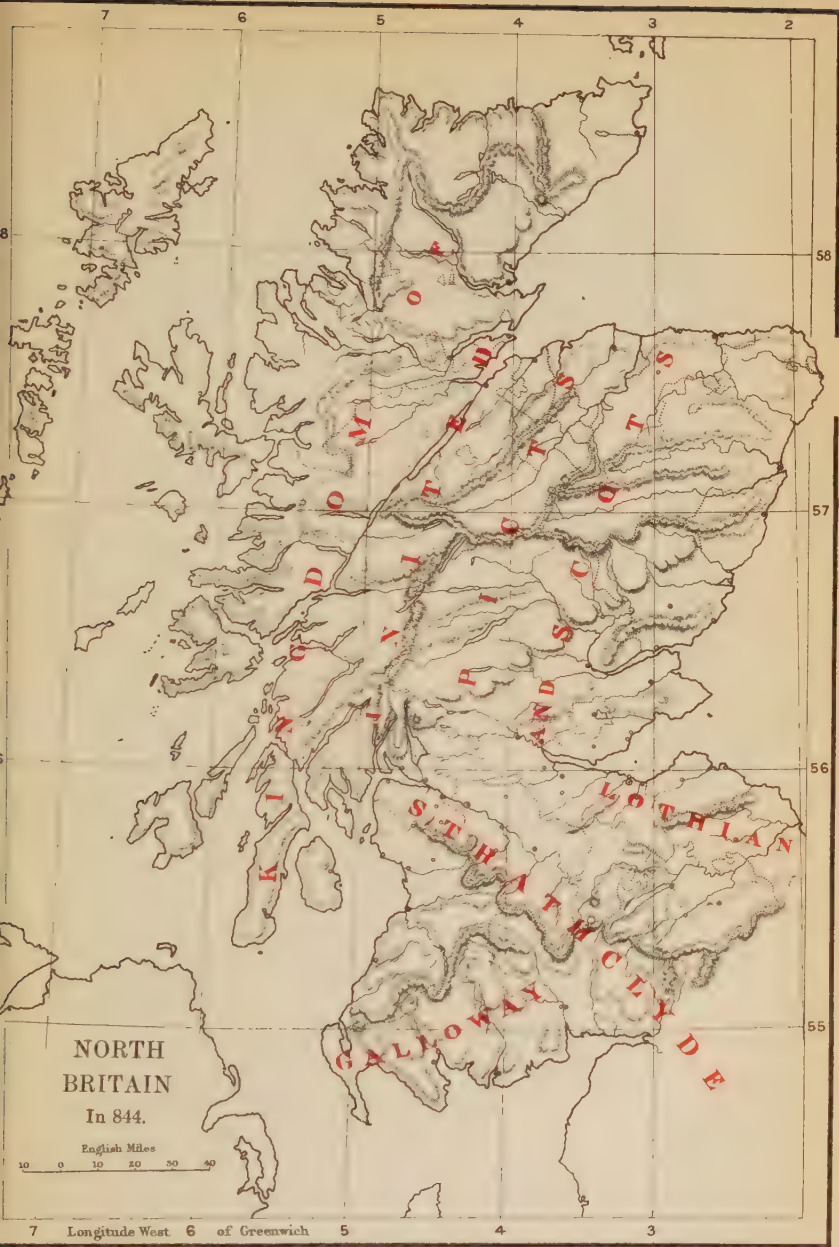 7 6 5 4 3 2
58
57
56
55
KINGDOM OF
UNITED
PICTS
AND SCOTS
LOTHIAN
STRATHCLYDE
GALLOWAY
NORTH
BRITAIN
In 844.
English Miles
10 0 10 20 30 40
7 Longitude West 6 of Greenwich 5 4 3